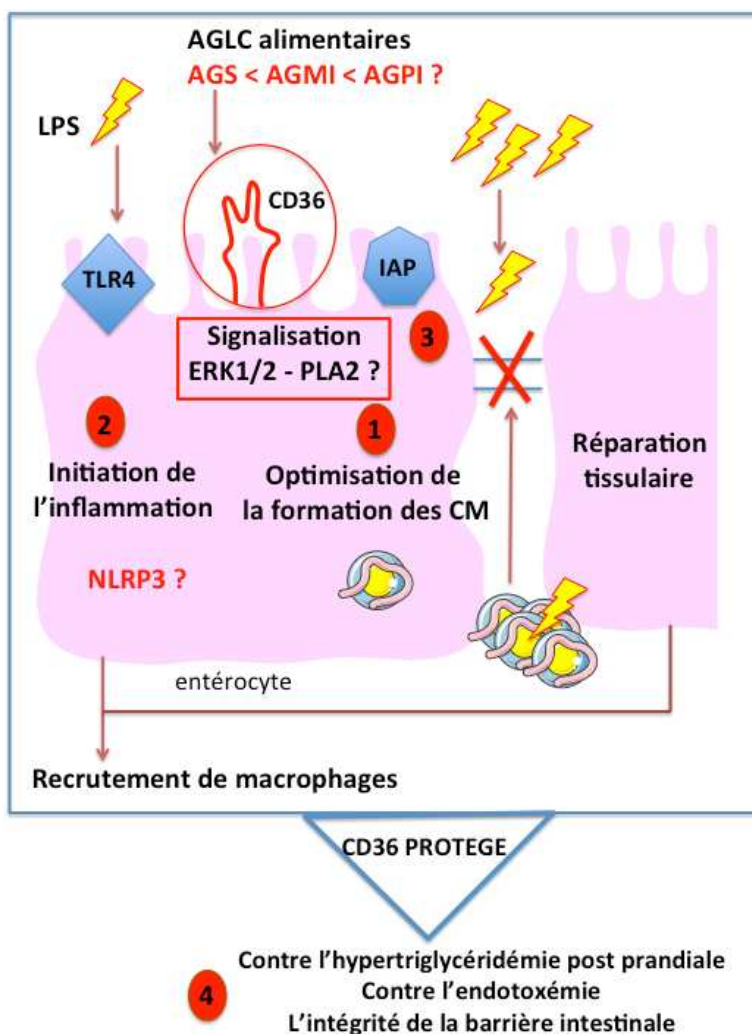 AGLC alimentaires
AGS < AGMI < AGPI ?
LPS
CD36
TLR4
IAP
Signalisation
ERK1/2 - PLA2 ?
3
2
Initiation de
l’inflammation
1
Optimisation de
la formation des CM
Réparation
tissulaire
NLRP3 ?
entérocyte
Recrutement de macrophages
CD36 PROTEGE
4
Contre l’hypertriglycéridémie post prandiale
Contre l’endotoxémie
L’intégrité de la barrière intestinale